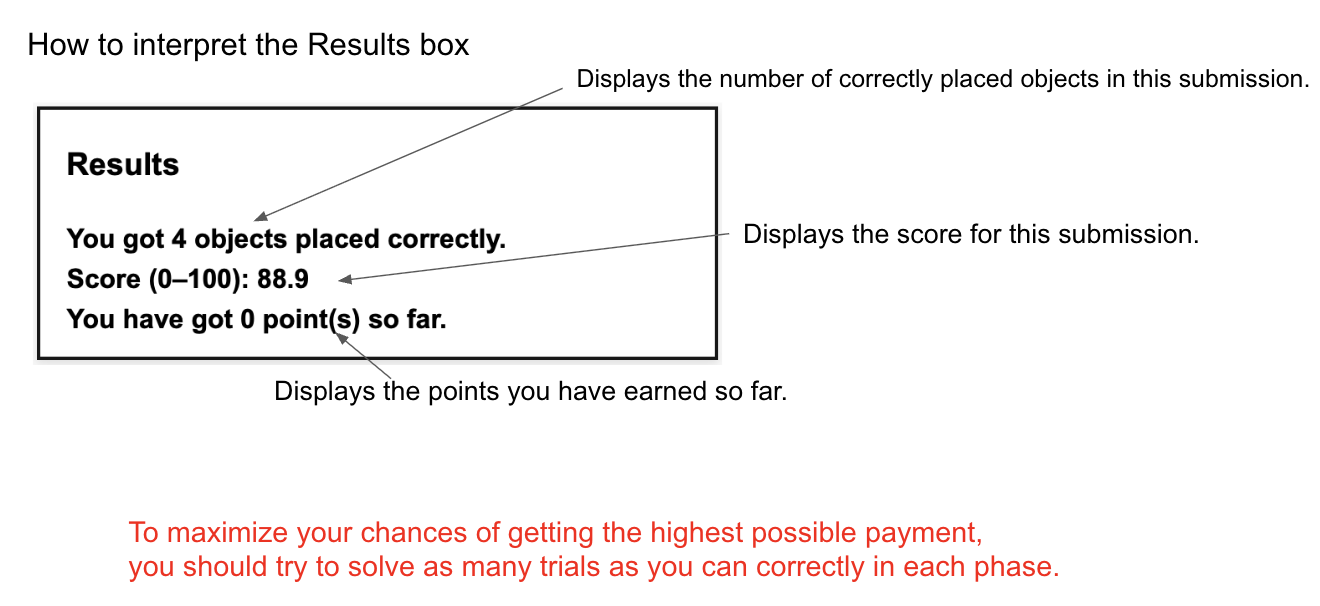 How to interpret the Results box
Displays the number of correctly placed objects in this submission.
Results
You got 4 objects placed correctly.
Displays the score for this submission.
Score (0–100): 88.9
You have got 0 point(s) so far.
Displays the points you have earned so far.
To maximize your chances of getting the highest possible payment,
you should try to solve as many trials as you can correctly in each phase.